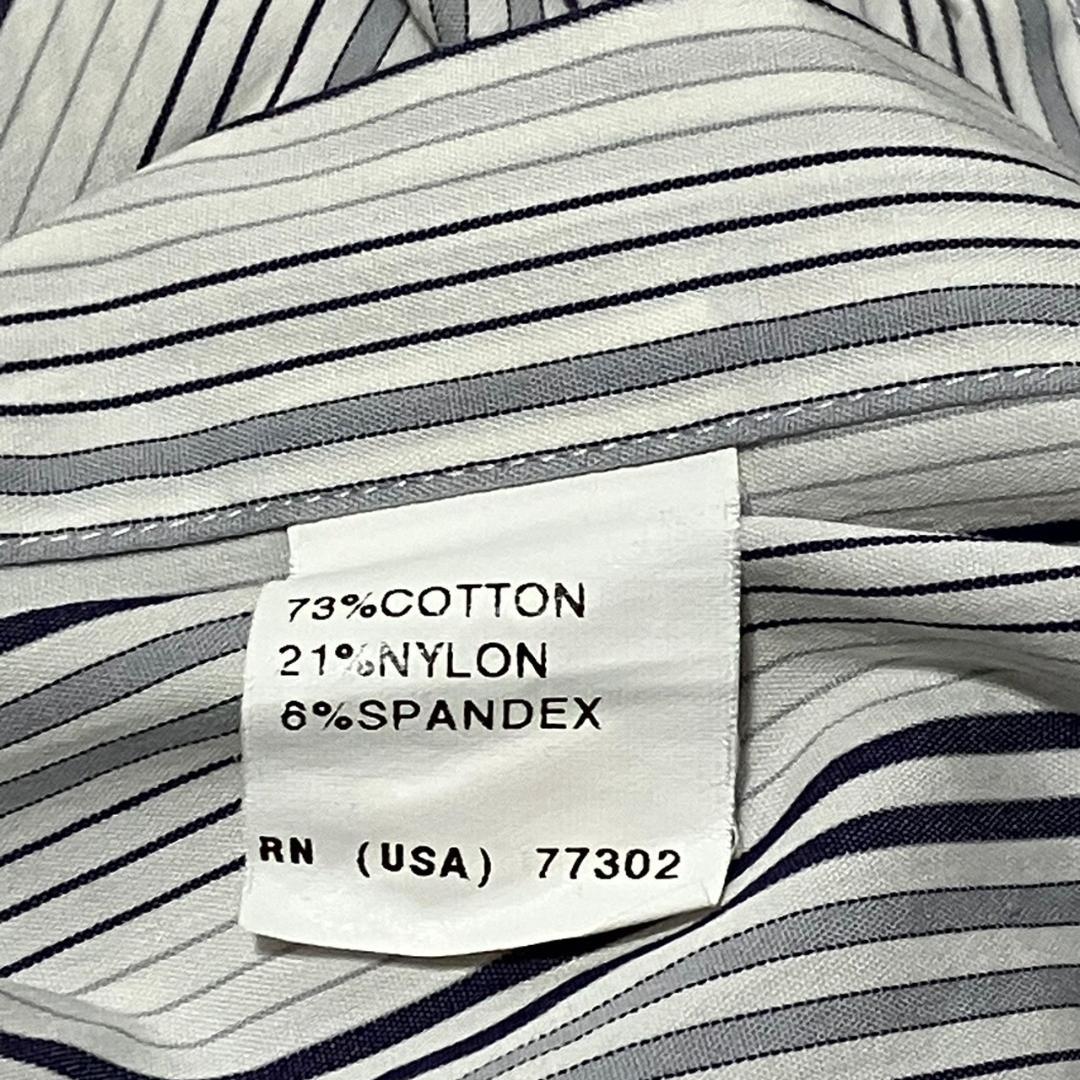 73%COTTON
21%NYLON
6%SPANDEX
RN (USA) 77302